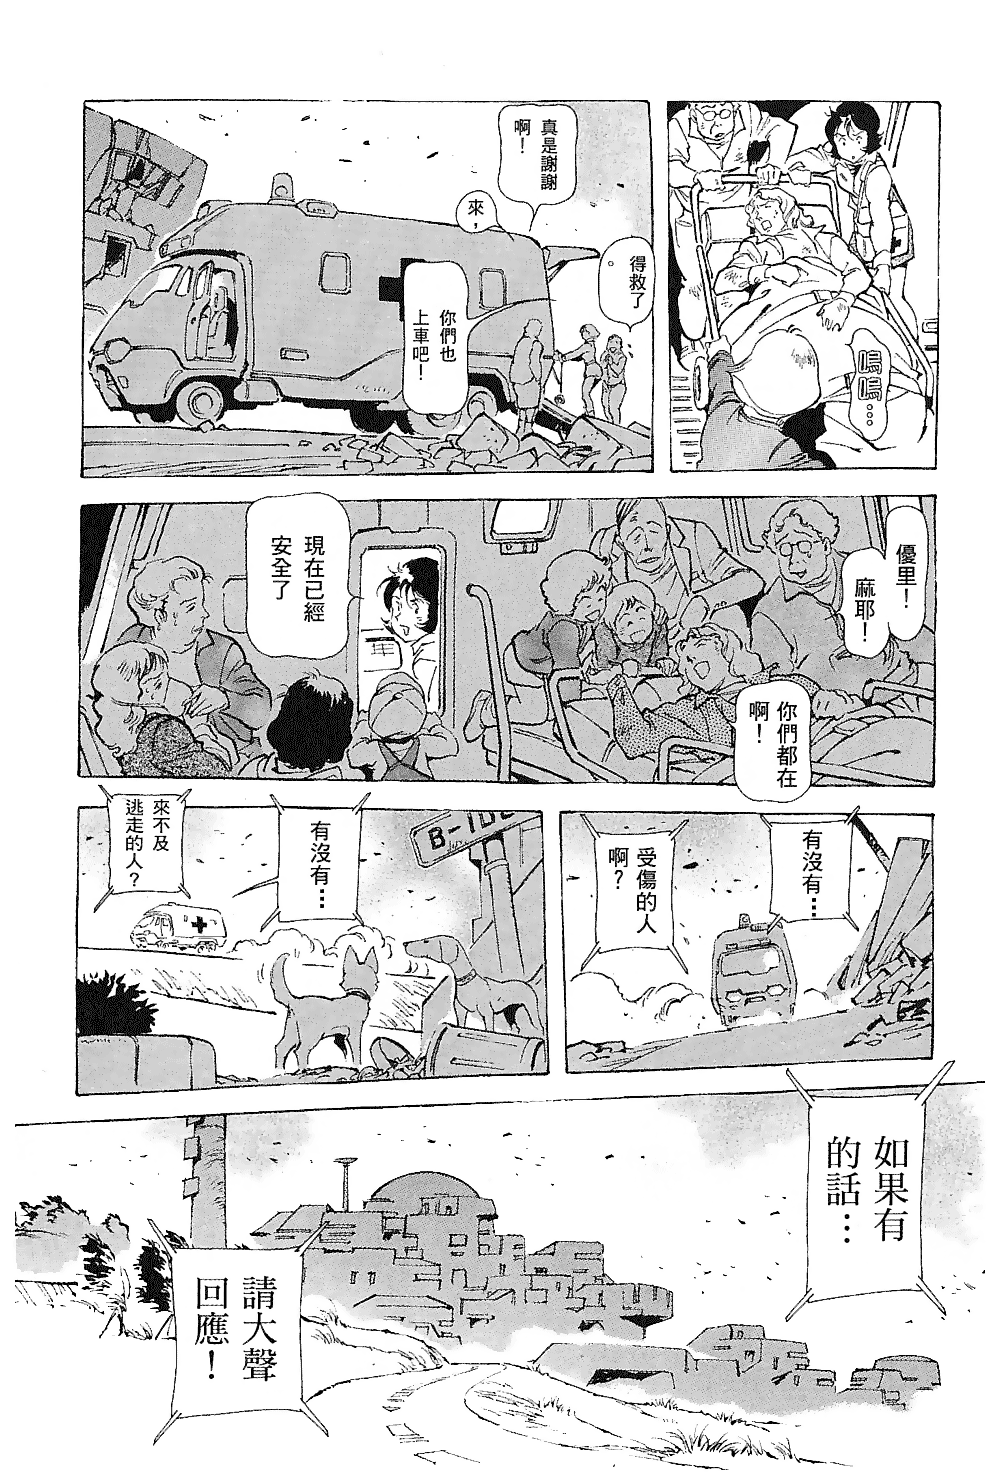 嗚
嗚…
真是謝謝
啊！
得救了
。
來，
你們也
上車吧！
優里！
麻耶！
你們都在
啊！
現在已經
安全了
有沒有…
受傷的人
啊？
有沒有…
來不及
逃走的人？
如果有
的話…
請大聲
回應！